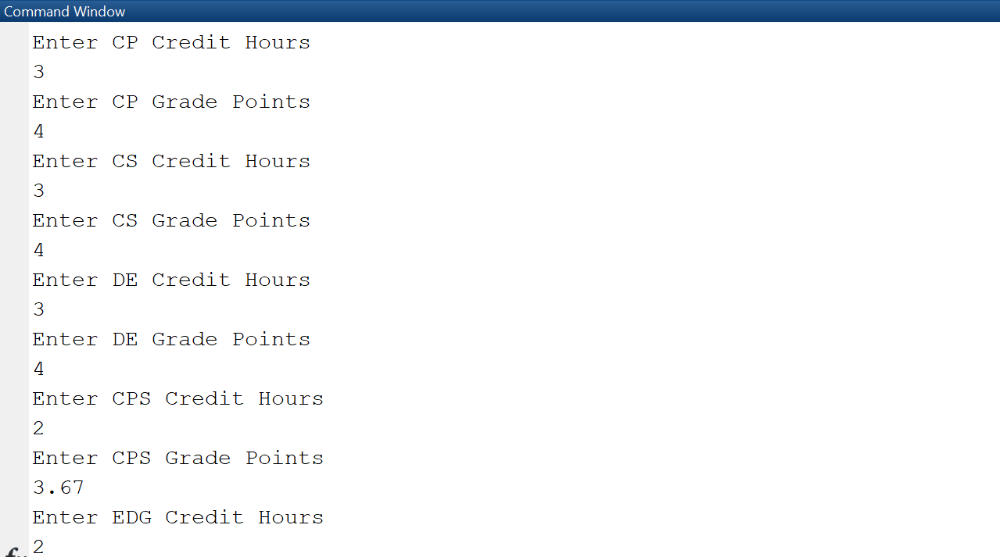 Command Window
Enter CP Credit Hours
3
Enter CP Grade Points
4
Enter CS Credit Hours
3
Enter CS Grade Points
4
Enter DE Credit Hours
3
Enter DE Grade Points
4
Enter CPS Credit Hours
2
Enter CPS Grade Points
3.67
Enter EDG Credit Hours
2